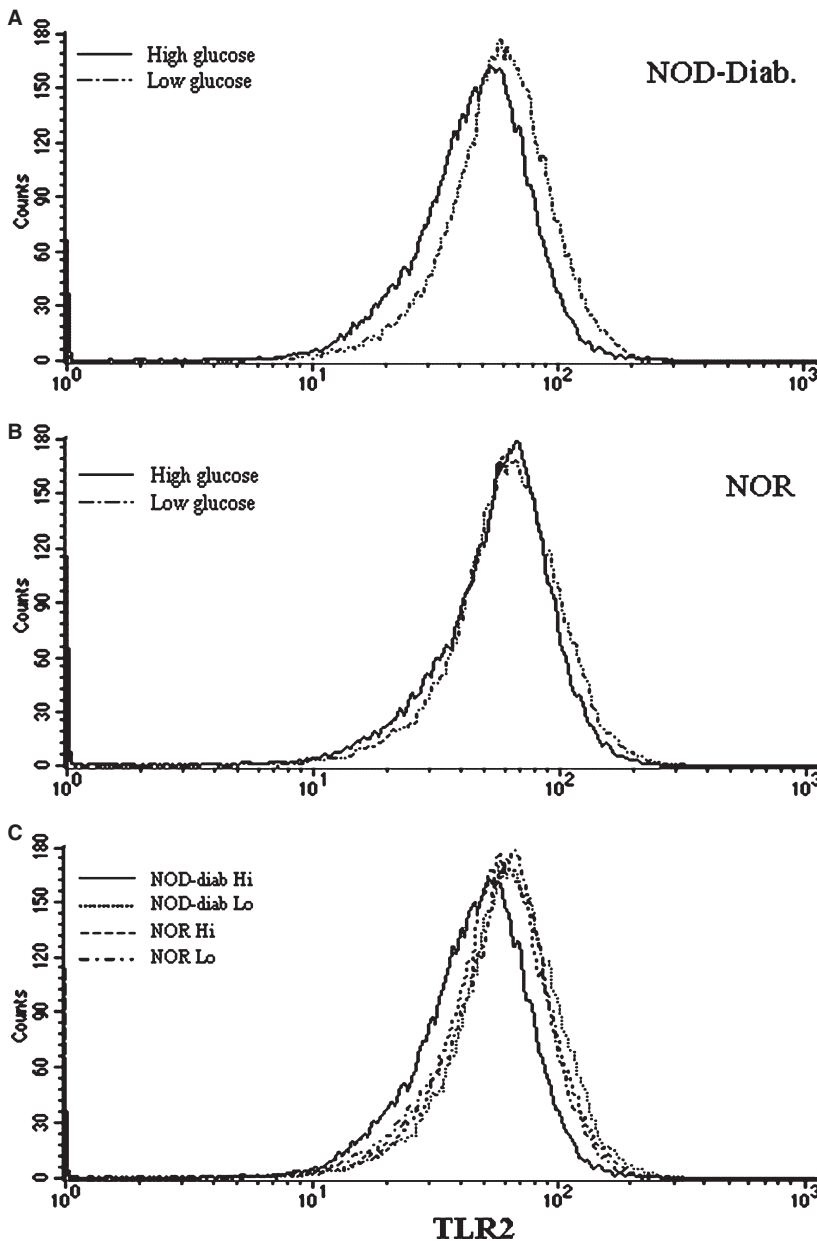 A
180
150
120
90
60
30
0
Counts
High glucose
Low glucose
NOD-Diab.
10^0
10^1
10^2
10^3
B
180
150
120
90
60
30
0
Counts
High glucose
Low glucose
NOR
10^0
10^1
10^2
10^3
C
180
150
120
90
60
30
0
Counts
NOD-diab Hi
NOD-diab Lo
NOR Hi
NOR Lo
10^0
10^1
10^2
10^3
TLR2